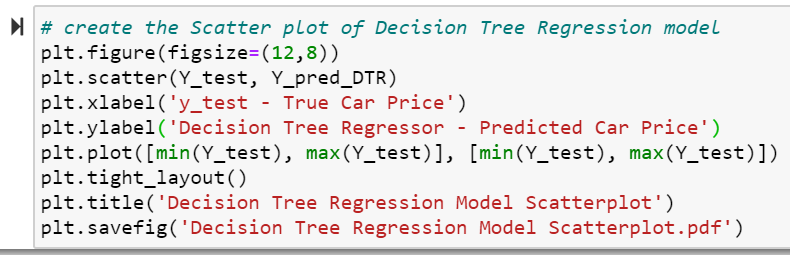 # create the Scatter plot of Decision Tree Regression model
plt.figure(figsize=(12,8))
plt.scatter(Y_test, Y_pred_DTR)
plt.xlabel('y_test - True Car Price')
plt.ylabel('Decision Tree Regressor - Predicted Car Price')
plt.plot([min(Y_test), max(Y_test)], [min(Y_test), max(Y_test)])
plt.tight_layout()
plt.title('Decision Tree Regression Model Scatterplot')
plt.savefig('Decision Tree Regression Model Scatterplot.pdf')